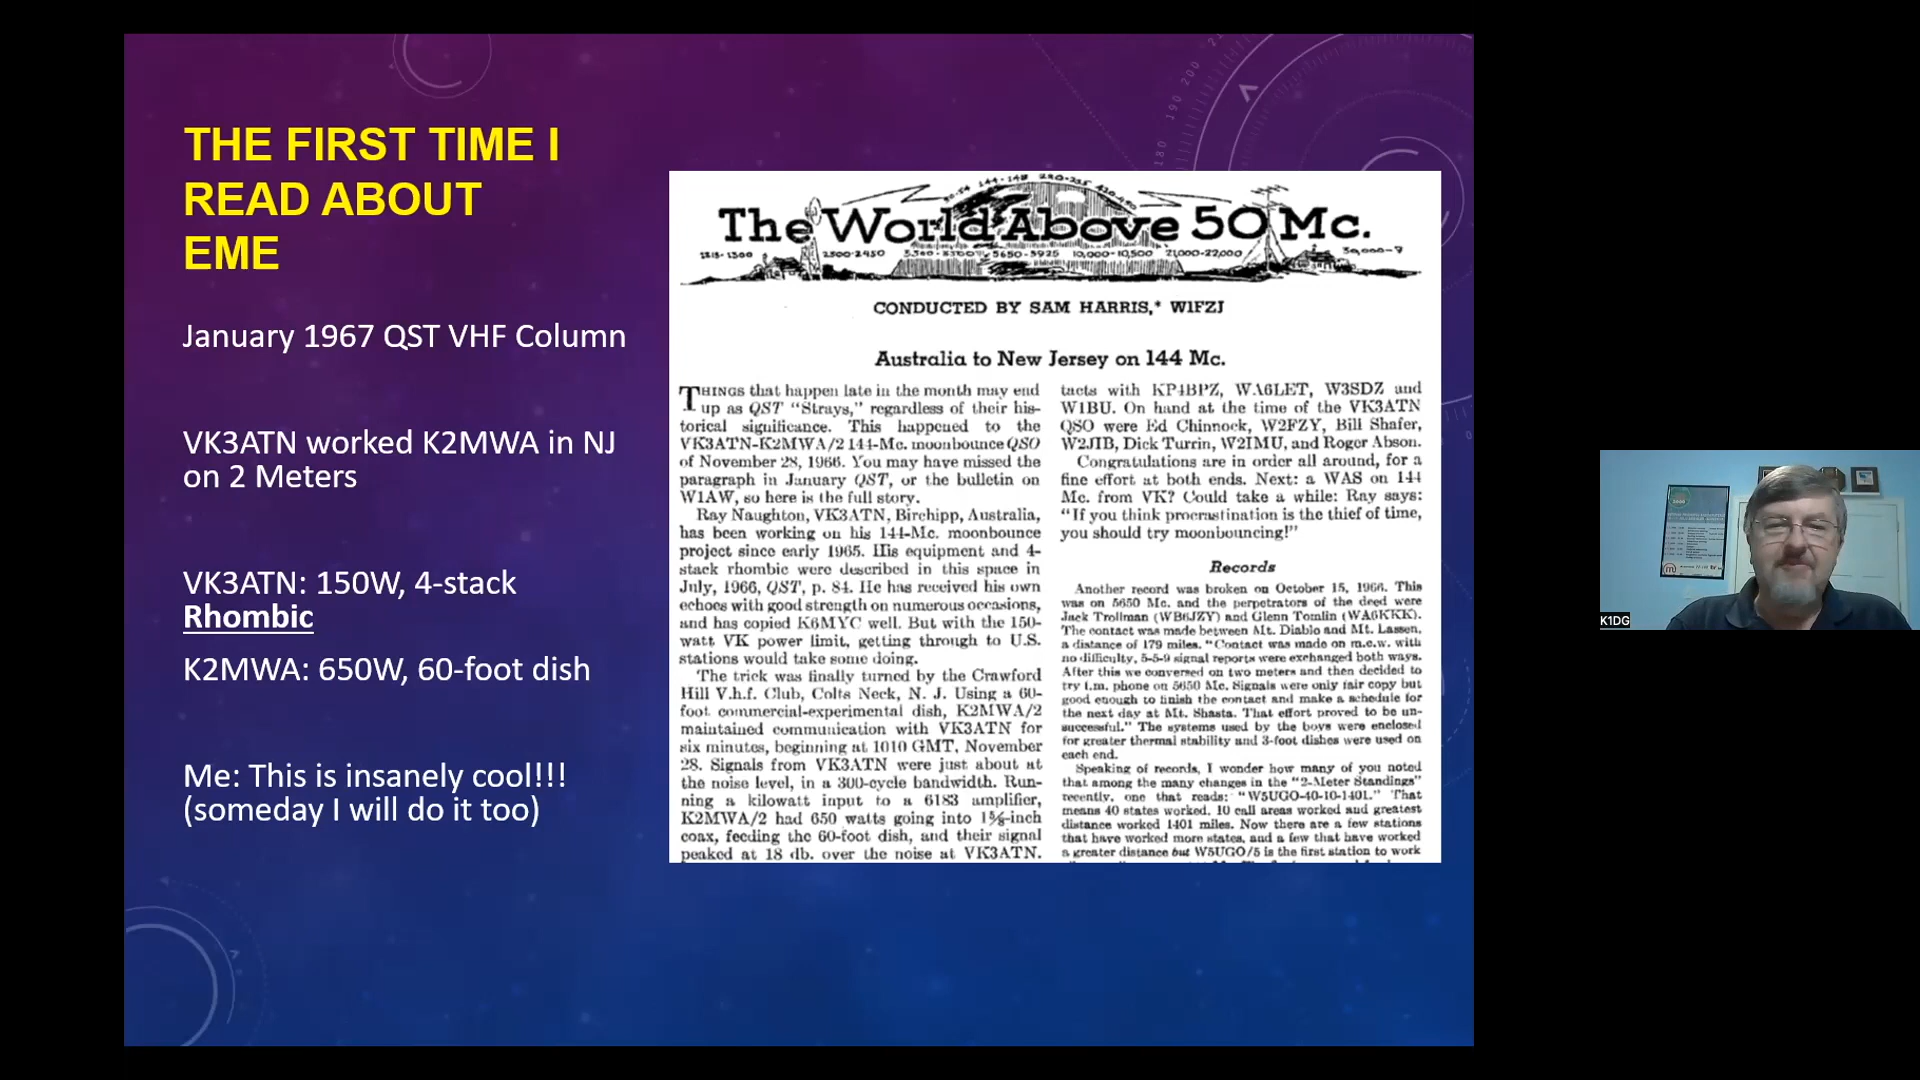 THE FIRST TIME I
READ ABOUT
EME
January 1967 QST VHF Column
VK3ATN worked K2MWA in NJ
on 2 Meters
VK3ATN: 150W, 4-stack
Rhombic
K2MWA: 650W, 60-foot dish
Me: This is insanely cool!!!
(someday I will do it too)
The World Above 50 Mc.
1215-1300 2300-2450 5650-5925 10,000-10,500 21,000-22,000 30,000-?
CONDUCTED BY SAM HARRIS,* W1FZJ
Australia to New Jersey on 144 Mc.
THINGS that happen late in the month may end
up as QST “Strays,” regardless of their his-
torical significance. This happened to the
VK3ATN-K2MWA/2 144-Mc. moonbounce QSO
of November 28, 1966. You may have missed the
paragraph in January QST, or the bulletin on
W1AW, so here is the full story.
Ray Naughton, VK3ATN, Birchipp, Australia,
has been working on his 144-Mc. moonbounce
project since early 1965. His equipment and 4-
stack rhombic were described in this space in
July, 1966, QST, p. 84. He has received his own
echoes with good strength on numerous occasions,
and has copied K6MYC well. But with the 150-
watt VK power limit, getting through to U.S.
stations would take some doing.
The trick was finally turned by the Crawford
Hill V.h.f. Club, Colts Neck, N. J. Using a 60-
foot commercial-experimental dish, K2MWA/2
maintained communication with VK3ATN for
six minutes, beginning at 1010 GMT, November
28. Signals from VK3ATN were just about at
the noise level, in a 300-cycle bandwidth. Run-
ning a kilowatt input to a 6183 amplifier,
K2MWA/2 had 650 watts going into 1⅝-inch
coax, feeding the 60-foot dish, and their signal
peaked at 18 db. over the noise at VK3ATN.
tacts with KP4BPZ, WA6LET, W3SDZ and
W1BU. On hand at the time of the VK3ATN
QSO were Ed Chinnock, W2FZY, Bill Shafer,
W2JIB, Dick Turrin, W2IMU, and Roger Abson.
Congratulations are in order all around, for a
fine effort at both ends. Next: a WAS on 144
Mc. from VK? Could take a while: Ray says:
“If you think procrastination is the thief of time,
you should try moonbouncing!”
Records
Another record was broken on October 15, 1966. This
was on 5650 Mc. and the perpetrators of the deed were
Jack Trollman (WB6JZY) and Glenn Tomlin (WA6KKK).
The contact was made between Mt. Diablo and Mt. Lassen,
a distance of 179 miles. “Contact was made on m.c.w. with
no difficulty, 5-5-9 signal reports were exchanged both ways.
After this we conversed on two meters and then decided to
try f.m. phone on 5650 Mc. Signals were only fair copy but
good enough to finish the contact and make a schedule for
the next day at Mt. Shasta. That effort proved to be un-
successful.” The systems used by the boys were enclosed
for greater thermal stability and 3-foot dishes were used on
each end.
Speaking of records, I wonder how many of you noted
that among the many changes in the “2-Meter Standings”
recently, one that reads: “W5UGO-40-10-1401.” That
means 40 states worked, 10 call areas worked and greatest
distance worked 1401 miles. Now there are a few stations
that have worked more states, and a few that have worked
a greater distance but W5UGO/5 is the first station to work
K1DG